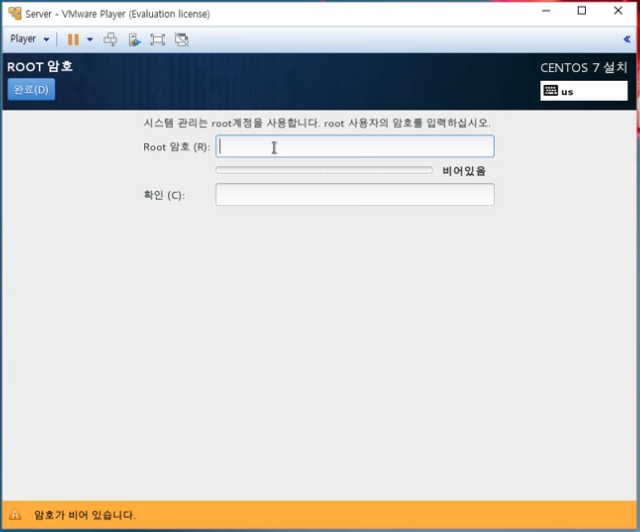 Server - VMware Player (Evaluation license)
Player
ROOT 암호
CENTOS 7 설치
완료(D)
us
시스템 관리는 root계정을 사용합니다. root 사용자의 암호를 입력하십시오.
Root 암호 (R):
비어있음
확인 (C):
암호가 비어 있습니다.